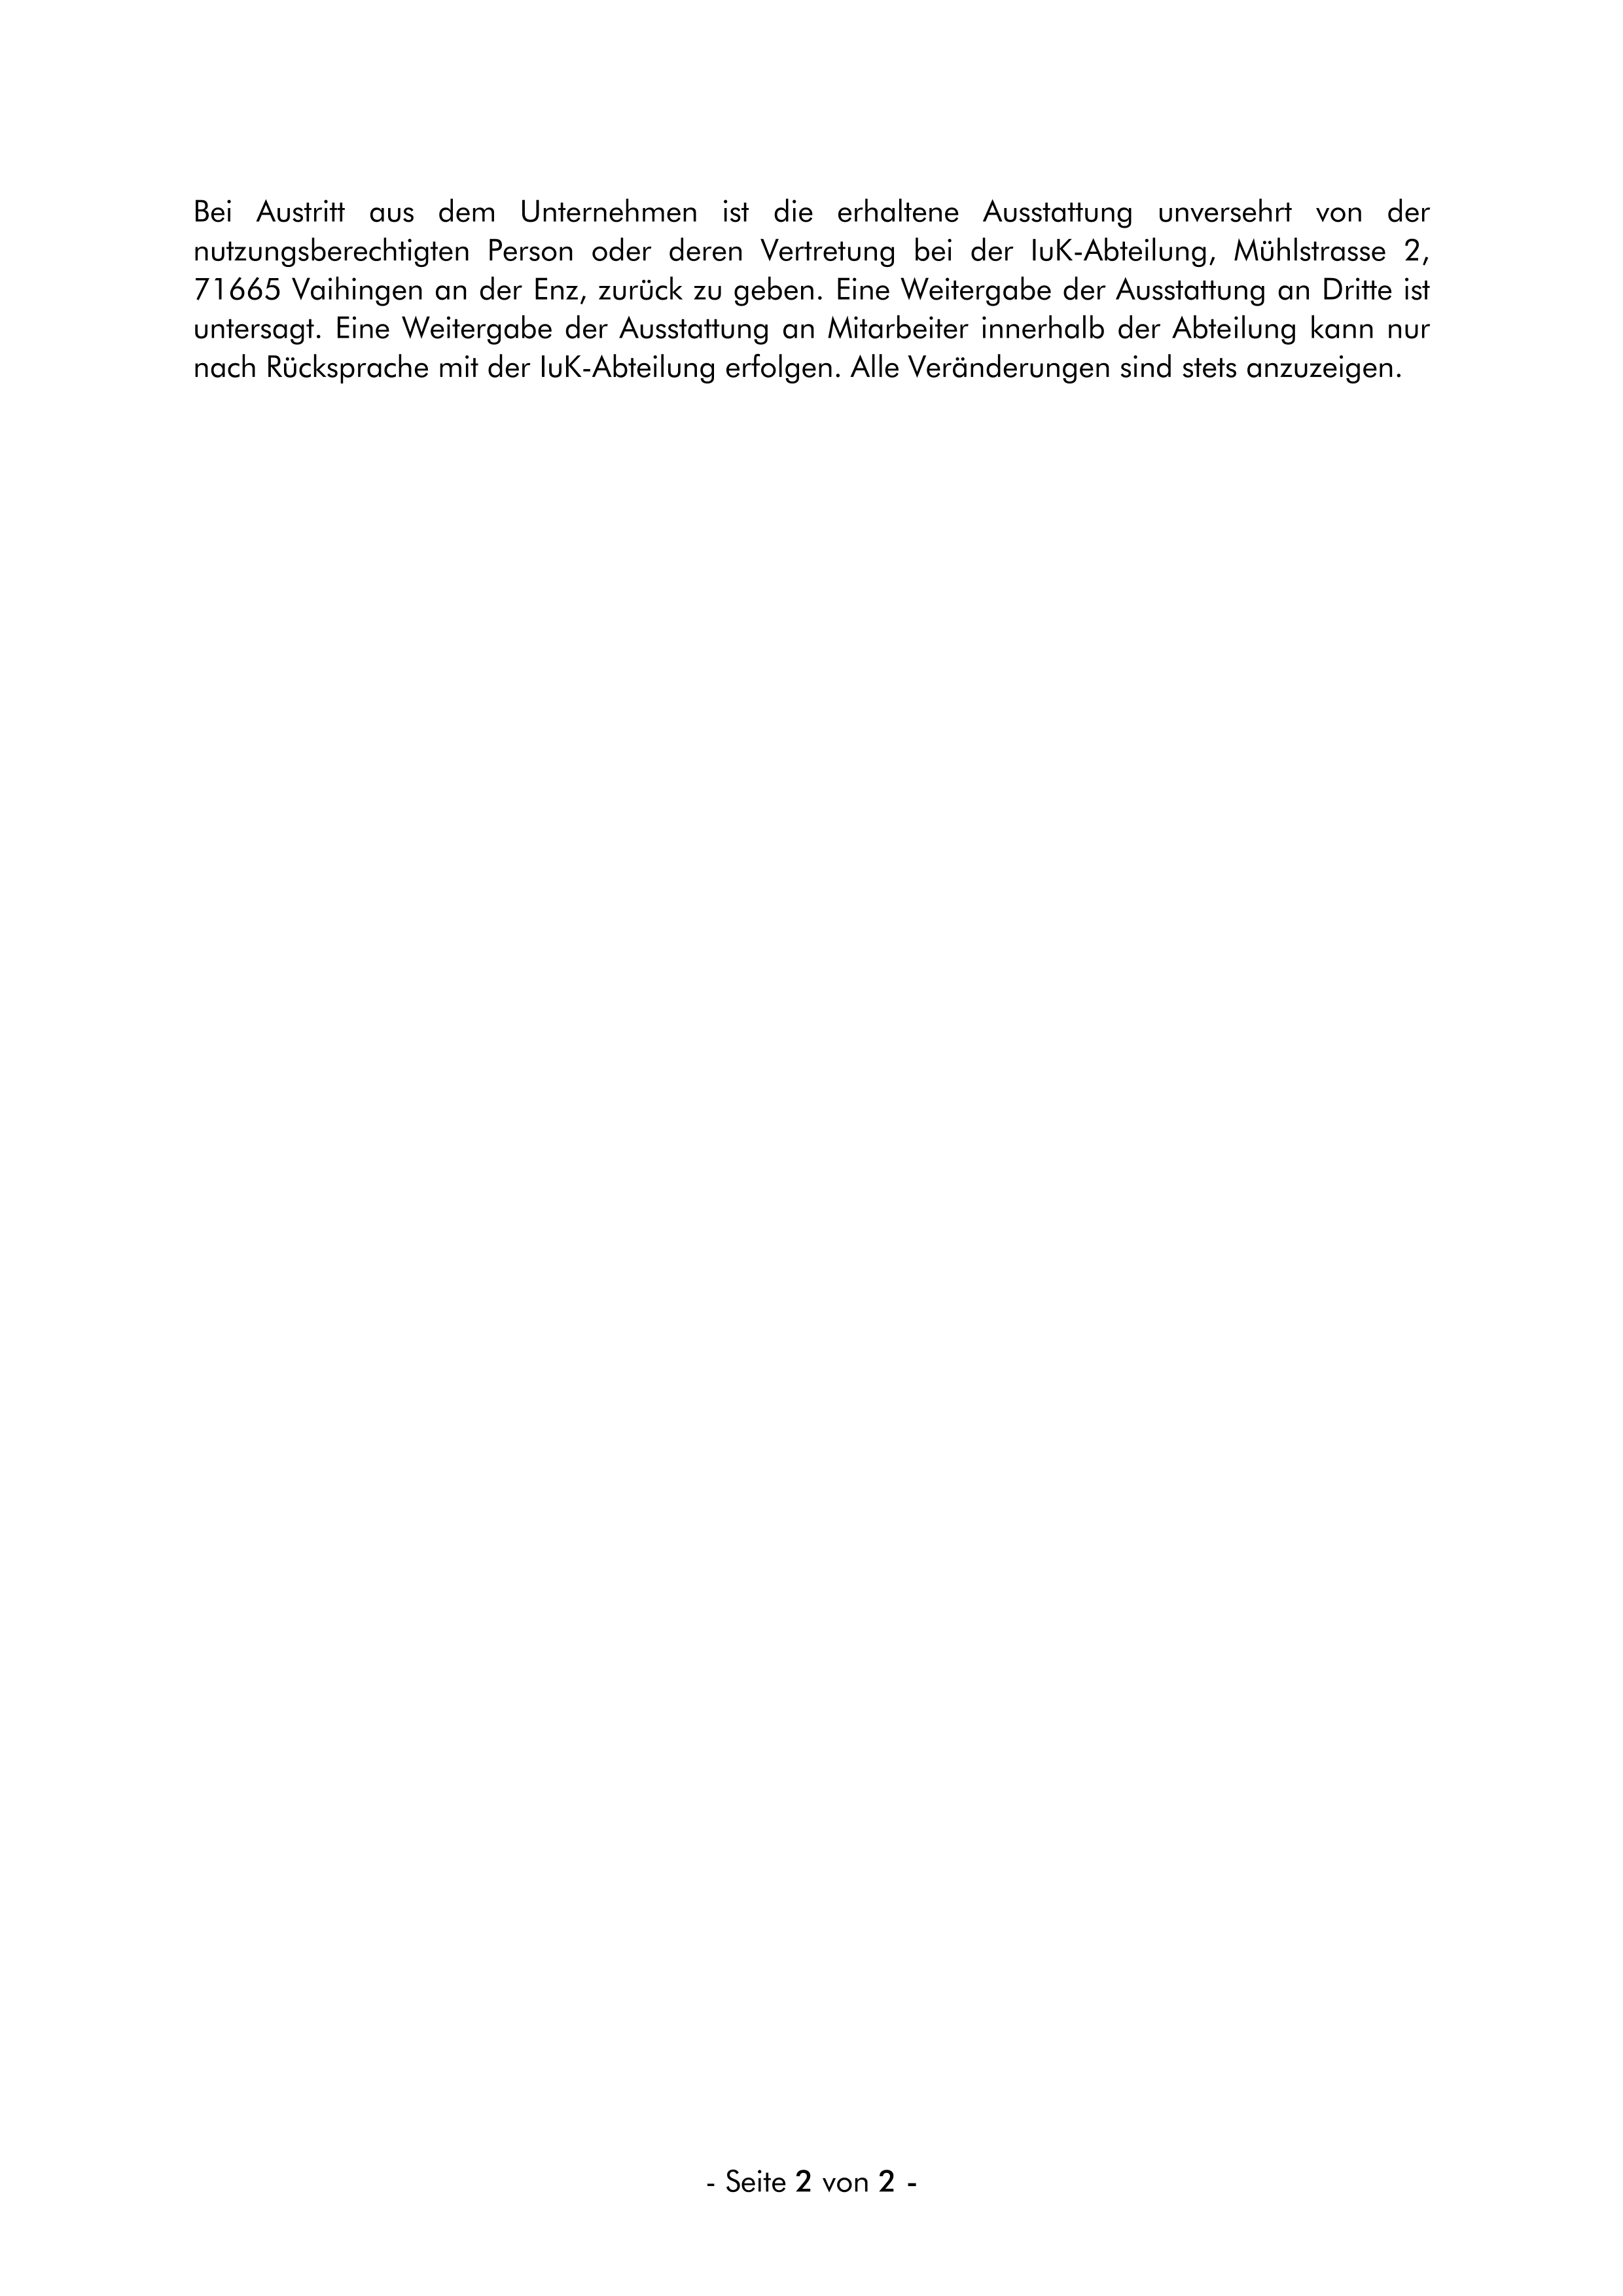 Bei Austritt aus dem Unternehmen ist die erhaltene Ausstattung unversehrt von der
nutzungsberechtigten Person oder deren Vertretung bei der IuK-Abteilung, Mühlstrasse 2,
71665 Vaihingen an der Enz, zurück zu geben. Eine Weitergabe der Ausstattung an Dritte ist
untersagt. Eine Weitergabe der Ausstattung an Mitarbeiter innerhalb der Abteilung kann nur
nach Rücksprache mit der IuK-Abteilung erfolgen. Alle Veränderungen sind stets anzuzeigen.
- Seite 2 von 2 -